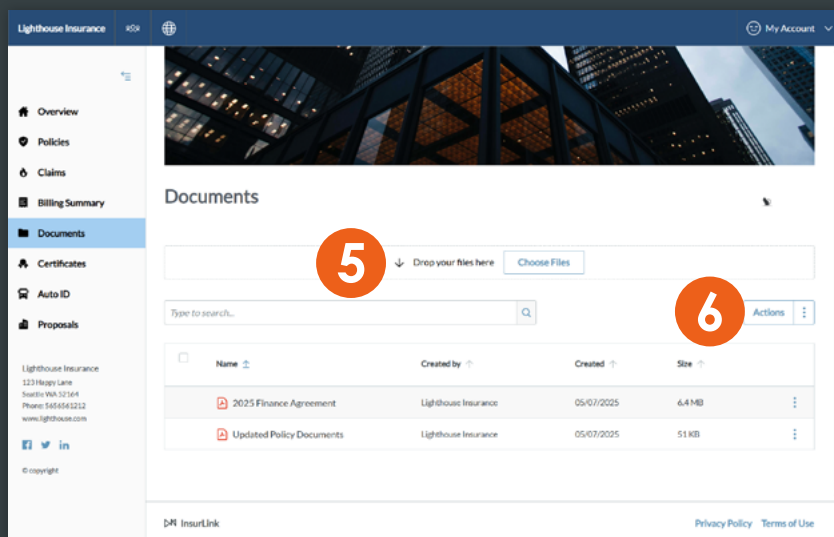 Lighthouse Insurance
My Account
Overview
Policies
Claims
Billing Summary
Documents
Certificates
Auto ID
Proposals
Lighthouse Insurance
123 Happy Lane
Seattle WA 52164
Phone: 5656561212
www.lighthouse.com
© copyright
Documents
5
Drop your files here
Choose Files
Type to search...
6
Actions
Name Created by Created Size
2025 Finance Agreement Lighthouse Insurance 05/07/2025 6.4 MB
Updated Policy Documents Lighthouse Insurance 05/07/2025 51 KB
InsurLink
Privacy Policy Terms of Use